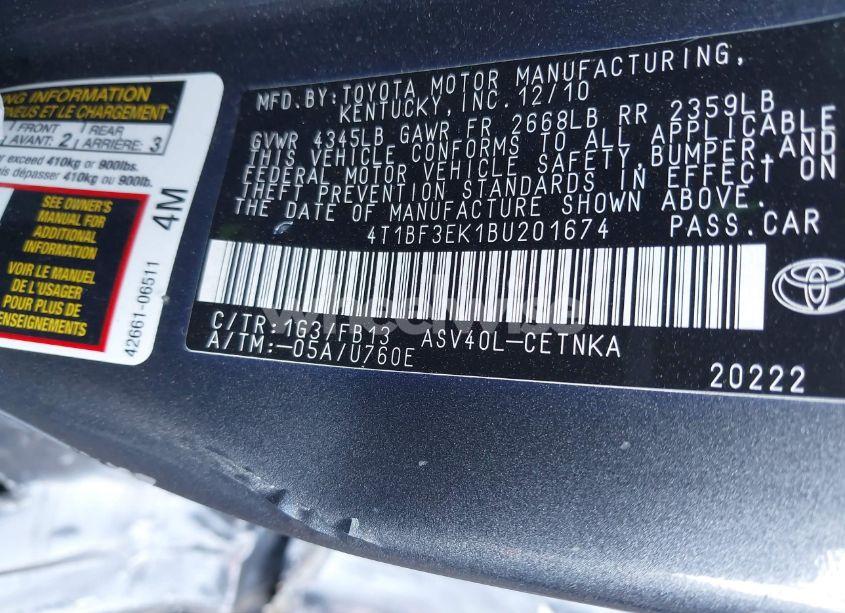 NG INFORMATION
PNEUS ET LE CHARGEMENT
FRONT
AVANT: 2
REAR
ARRIÈRE: 3
exceed 410kg or 900lbs.
dépasser 410kg ou 900lb.
SEE OWNER'S
MANUAL FOR
ADDITIONAL
INFORMATION
VOIR LE MANUEL
DE L'USAGER
POUR PLUS DE
RENSEIGNEMENTS
42661-06511
4M
MFD.BY:TOYOTA MOTOR MANUFACTURING,
KENTUCKY, INC. 12/10
GVWR 4345LB GAWR FR 2668LB RR 2359LB
THIS VEHICLE CONFORMS TO ALL APPLICABLE
FEDERAL MOTOR VEHICLE SAFETY,BUMPER,AND
THEFT PREVENTION STANDARDS IN EFFECT ON
THE DATE OF MANUFACTURE SHOWN ABOVE.
4T1BF3EK1BU201674 PASS.CAR
wheelwise
C/TR:1G3/FB13 ASV40L-CETNKA
A/TM:-05A/U760E
20222